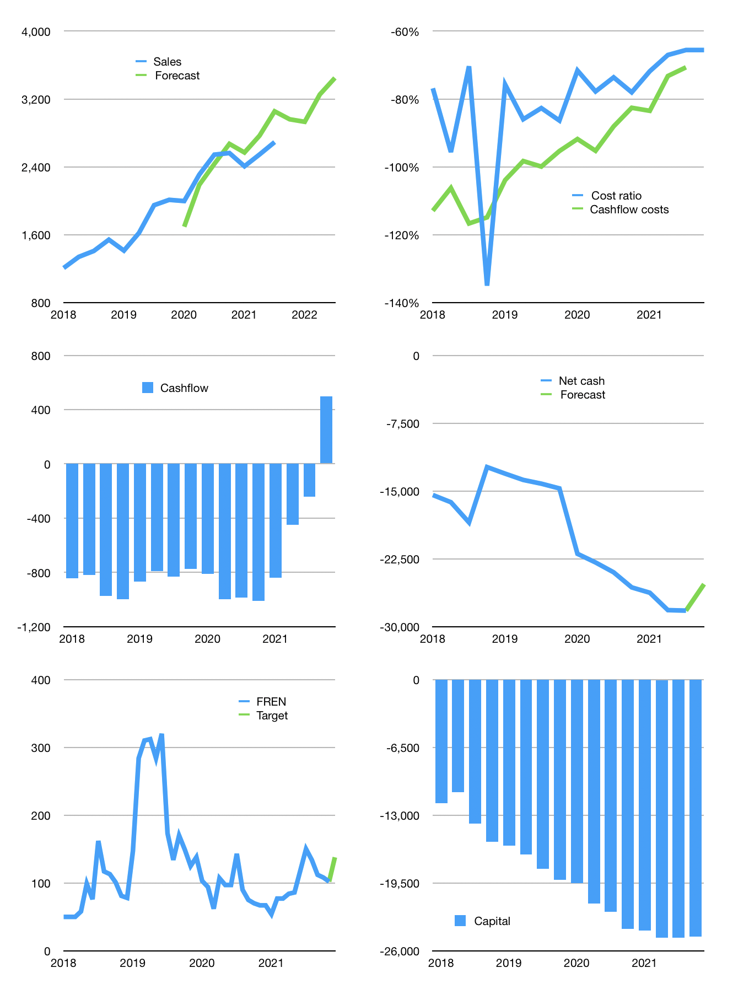 4,000
Sales
Forecast
3,200
2,400
1,600
800
2018 2019 2020 2021 2022
-60%
-80%
-100%
Cost ratio
Cashflow costs
-120%
-140%
2018 2019 2020 2021
800
Cashflow
400
0
-400
-800
-1,200
2018 2019 2020 2021
0
Net cash
Forecast
-7,500
-15,000
-22,500
-30,000
2018 2019 2020 2021
400
FREN
Target
300
200
100
0
2018 2019 2020 2021
0
-6,500
-13,000
-19,500
Capital
-26,000
2018 2019 2020 2021